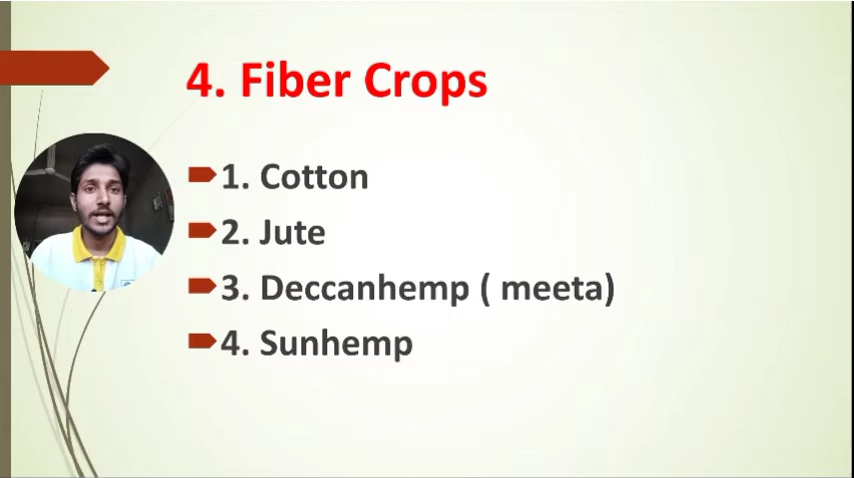 4. Fiber Crops
1. Cotton
2. Jute
3. Deccanhemp ( meeta)
4. Sunhemp